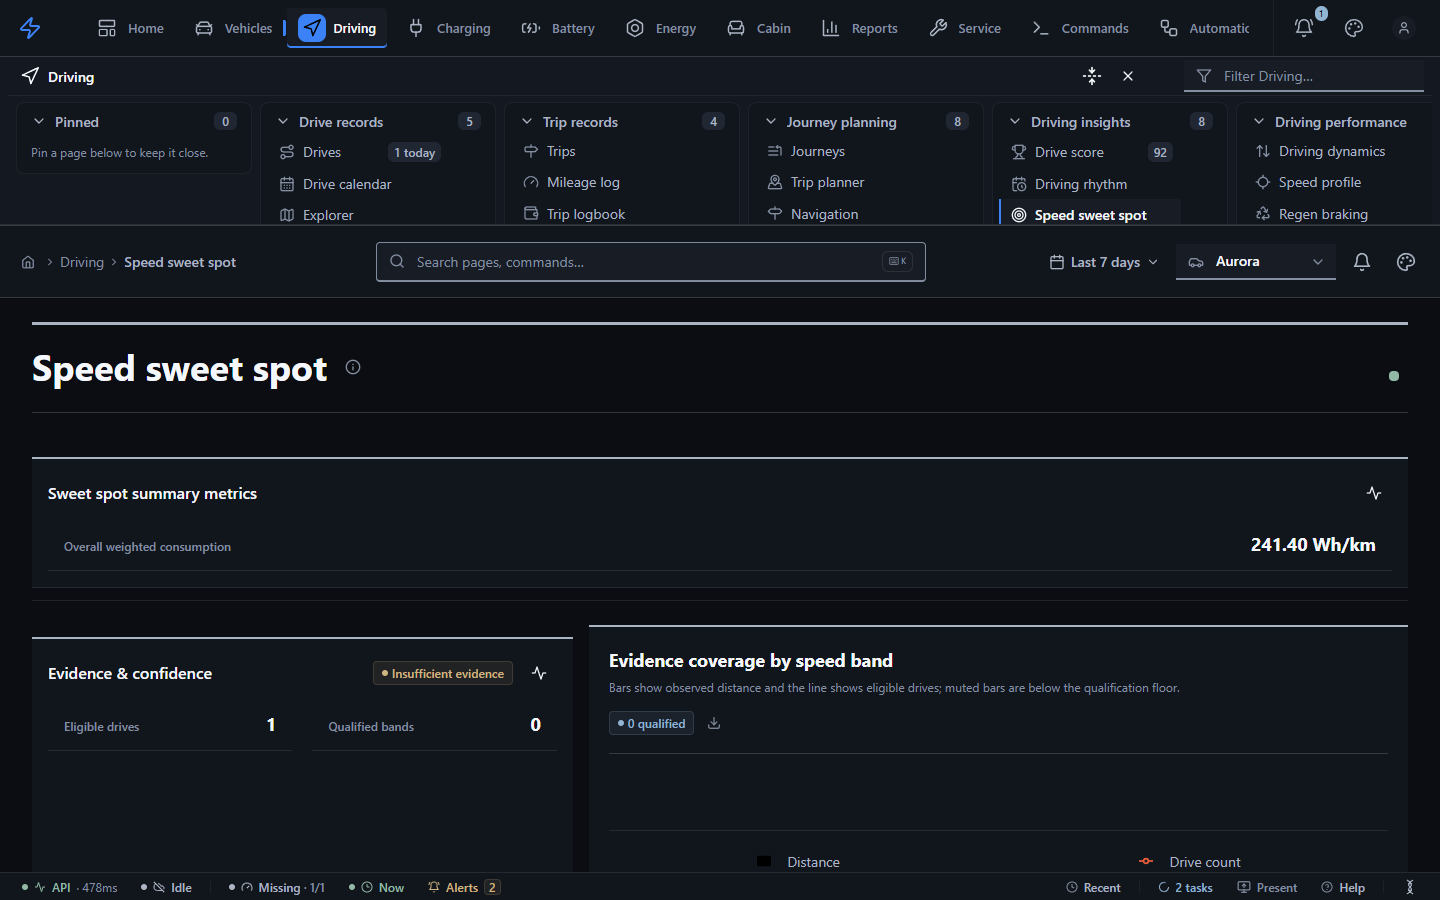 Home
Vehicles
Driving
Charging
Battery
Energy
Cabin
Reports
Service
Commands
Automatic
1
Driving
Filter Driving...
Pinned 0
Pin a page below to keep it close.
Drive records 5
Drives 1 today
Drive calendar
Explorer
Trip records 4
Trips
Mileage log
Trip logbook
Journey planning 8
Journeys
Trip planner
Navigation
Driving insights 8
Drive score 92
Driving rhythm
Speed sweet spot
Driving performance
Driving dynamics
Speed profile
Regen braking
Driving > Speed sweet spot
Search pages, commands...
K
Last 7 days
Aurora
Speed sweet spot
Sweet spot summary metrics
Overall weighted consumption 241.40 Wh/km
Evidence & confidence Insufficient evidence
Eligible drives 1 Qualified bands 0
Evidence coverage by speed band
Bars show observed distance and the line shows eligible drives; muted bars are below the qualification floor.
0 qualified
Distance Drive count
API · 478ms Idle Missing · 1/1 Now Alerts 2 Recent 2 tasks Present Help